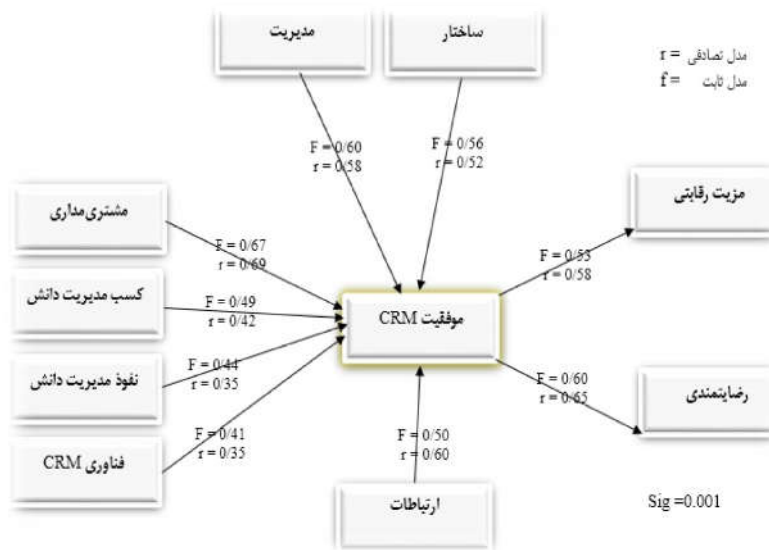 مدیریت
ساختار
مدل تصادفی r =
مدل ثابت f =
F = 0/60
r = 0/58
F = 0/56
r = 0/52
مزیت رقابتی
مشتری‌مداری
F = 0/67
r = 0/69
F = 0/53
r = 0/58
کسب مدیریت دانش
F = 0/49
r = 0/42
موفقیت CRM
نفوذ مدیریت دانش
F = 0/44
r = 0/35
F = 0/60
r = 0/65
رضایتمندی
فناوری CRM
F = 0/41
r = 0/35
F = 0/50
r = 0/60
ارتباطات
Sig =0.001